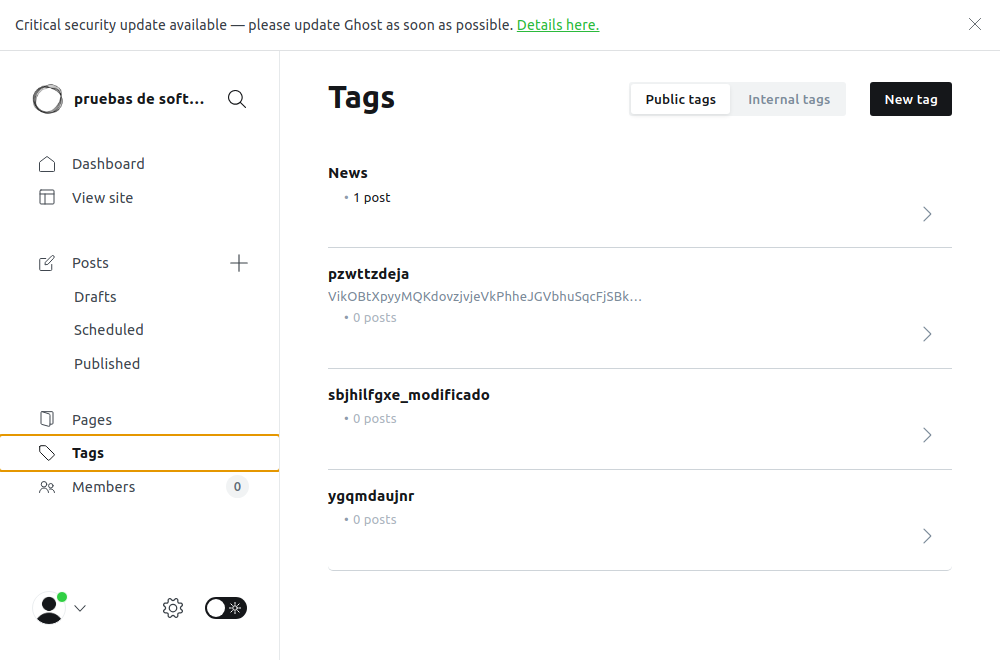 Critical security update available — please update Ghost as soon as possible. Details here.
pruebas de soft...
Dashboard
View site
Posts
Drafts
Scheduled
Published
Pages
Tags
Members
0
Tags
Public tags
Internal tags
New tag
News
• 1 post
pzwttzdeja
VikOBtXpyyMQKdovzjvjeVkPhheJGVbhuSqcFjSBk...
• 0 posts
sbjhilfgxe_modificado
• 0 posts
ygqmdaujnr
• 0 posts